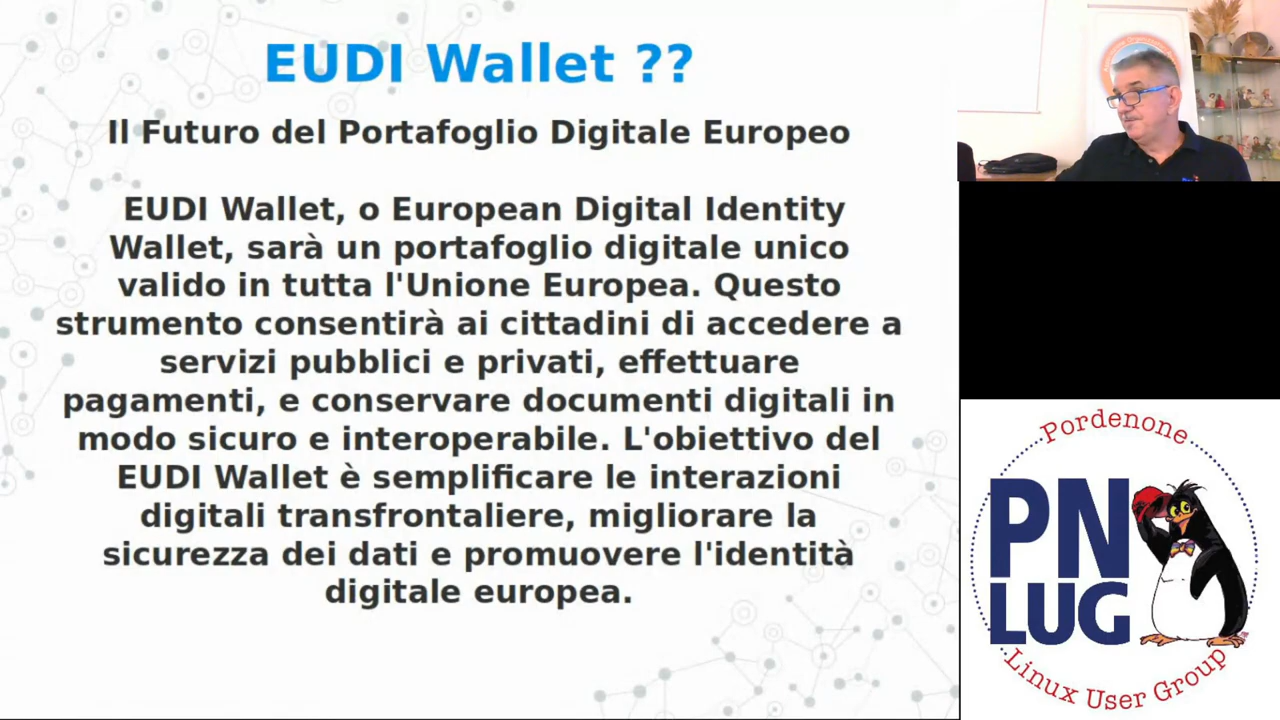 EUDI Wallet ??
Il Futuro del Portafoglio Digitale Europeo
EUDI Wallet, o European Digital Identity
Wallet, sarà un portafoglio digitale unico
valido in tutta l'Unione Europea. Questo
strumento consentirà ai cittadini di accedere a
servizi pubblici e privati, effettuare
pagamenti, e conservare documenti digitali in
modo sicuro e interoperabile. L'obiettivo del
EUDI Wallet è semplificare le interazioni
digitali transfrontaliere, migliorare la
sicurezza dei dati e promuovere l'identità
digitale europea.
Pordenone
PN
LUG
Linux User Group